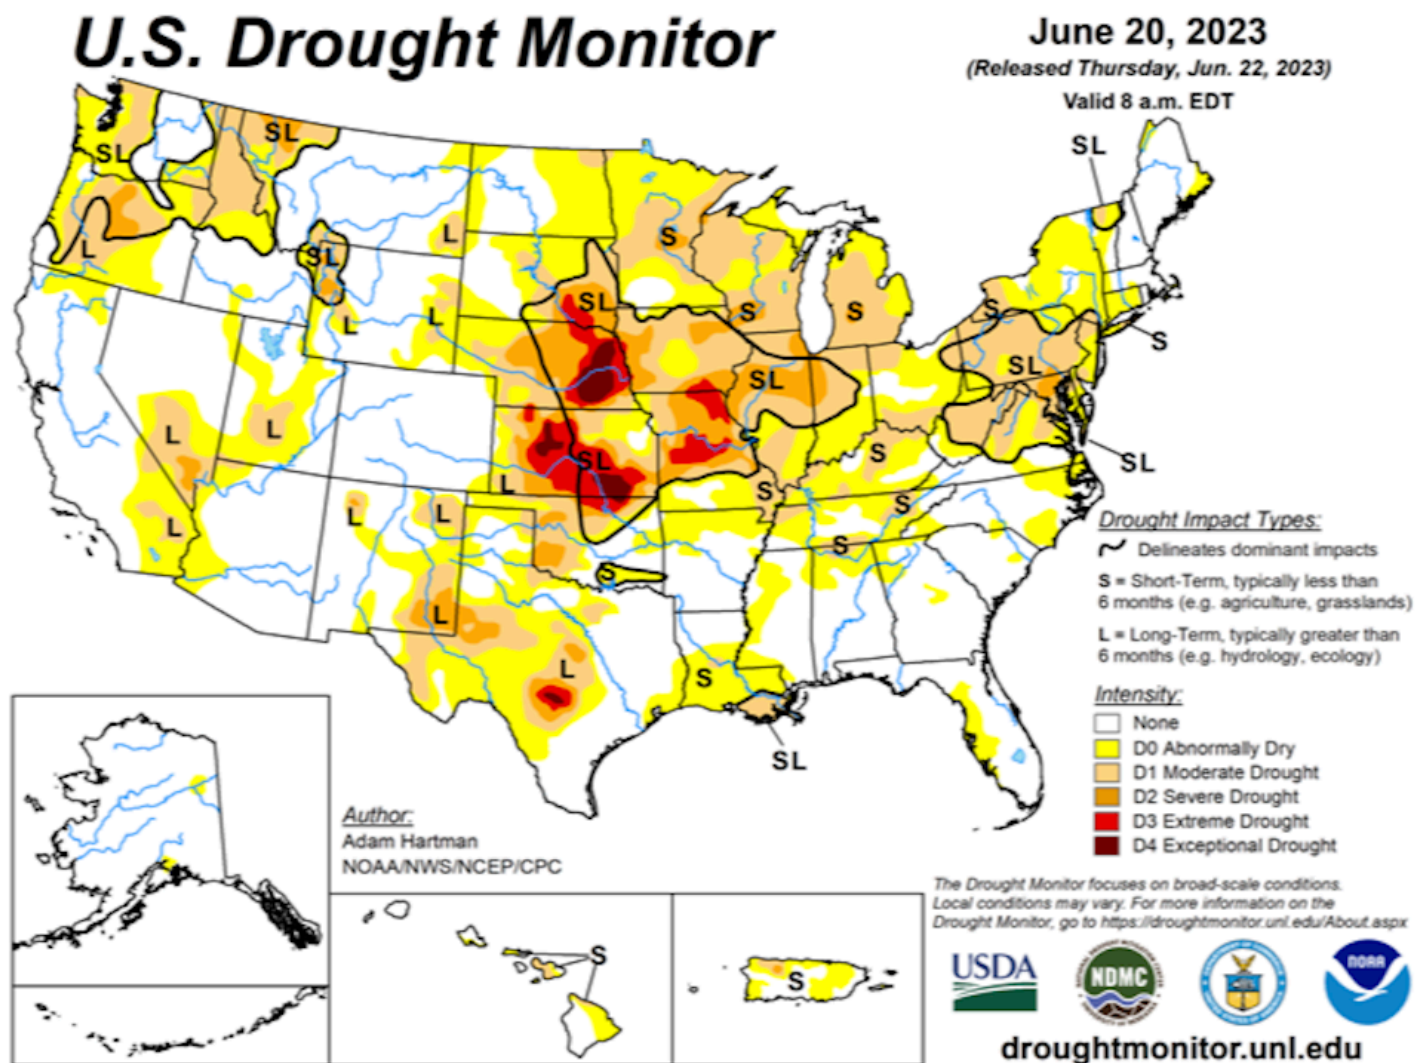 U.S. Drought Monitor
June 20, 2023
(Released Thursday, Jun. 22, 2023)
Valid 8 a.m. EDT
SL
SL
SL
L
SL
L
L
L
SL
S
S
S
SL
S
SL
S
SL
L
L
L
SL
L
L
L
S
S
S
S
S
L
L
S
SL
Drought Impact Types:
Delineates dominant impacts
S = Short-Term, typically less than
6 months (e.g. agriculture, grasslands)
L = Long-Term, typically greater than
6 months (e.g. hydrology, ecology)
Intensity:
None
D0 Abnormally Dry
D1 Moderate Drought
D2 Severe Drought
D3 Extreme Drought
D4 Exceptional Drought
Author:
Adam Hartman
NOAA/NWS/NCEP/CPC
S
S
The Drought Monitor focuses on broad-scale conditions.
Local conditions may vary. For more information on the
Drought Monitor, go to https://droughtmonitor.unl.edu/About.aspx
USDA
NDMC
NOAA
droughtmonitor.unl.edu